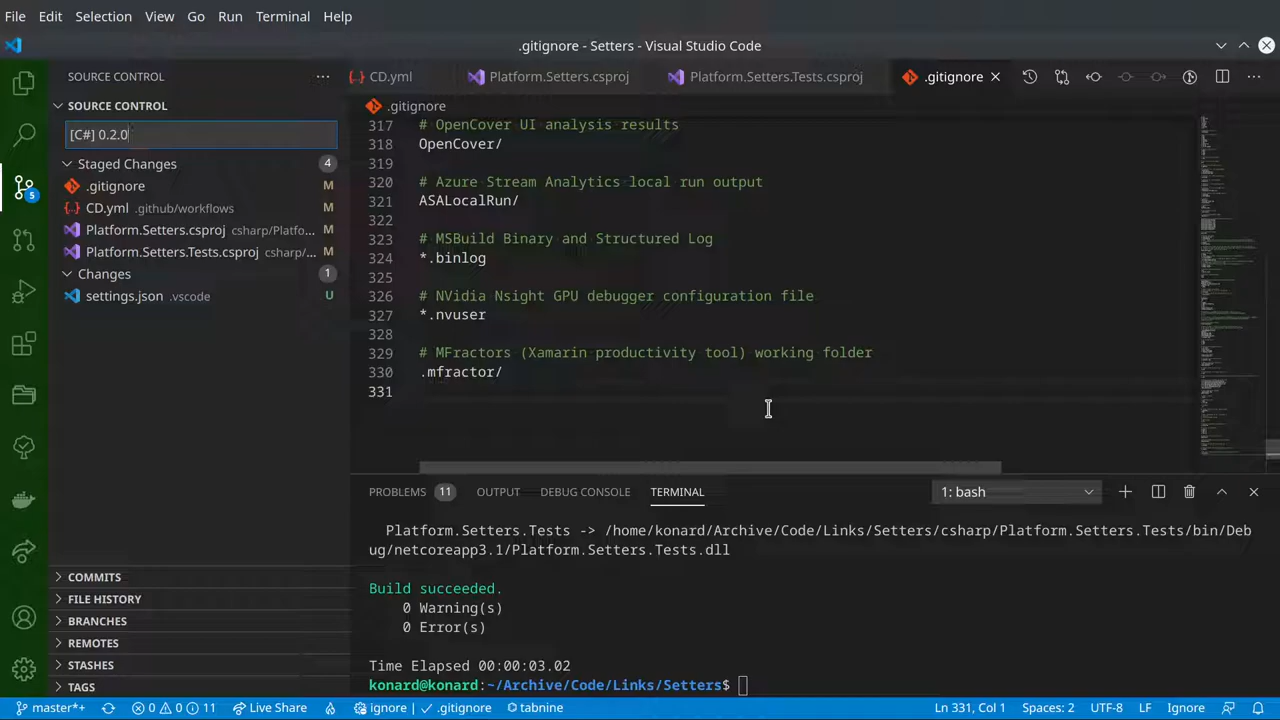 File Edit Selection View Go Run Terminal Help
.gitignore - Setters - Visual Studio Code
SOURCE CONTROL
CD.yml Platform.Setters.csproj Platform.Setters.Tests.csproj .gitignore
SOURCE CONTROL
[C#] 0.2.0
Staged Changes 4
.gitignore M
CD.yml .github/workflows M
Platform.Setters.csproj csharp/Platfo... M
Platform.Setters.Tests.csproj csharp/... M
Changes 1
settings.json .vscode U
5
COMMITS
FILE HISTORY
BRANCHES
REMOTES
STASHES
TAGS
.gitignore
317 # OpenCover UI analysis results
318 OpenCover/
319
320 # Azure Stream Analytics local run output
321 ASALocalRun/
322
323 # MSBuild Binary and Structured Log
324 *.binlog
325
326 # NVidia Nsight GPU debugger configuration file
327 *.nvuser
328
329 # MFractors (Xamarin productivity tool) working folder
330 .mfractor/
331
PROBLEMS 11 OUTPUT DEBUG CONSOLE TERMINAL 1: bash
Platform.Setters.Tests -> /home/konard/Archive/Code/Links/Setters/csharp/Platform.Setters.Tests/bin/Deb
ug/netcoreapp3.1/Platform.Setters.Tests.dll
Build succeeded.
0 Warning(s)
0 Error(s)
Time Elapsed 00:00:03.02
konard@konard:~/Archive/Code/Links/Setters$
master*+ 0 0 11 Live Share ignore .gitignore tabnine Ln 331, Col 1 Spaces: 2 UTF-8 LF Ignore